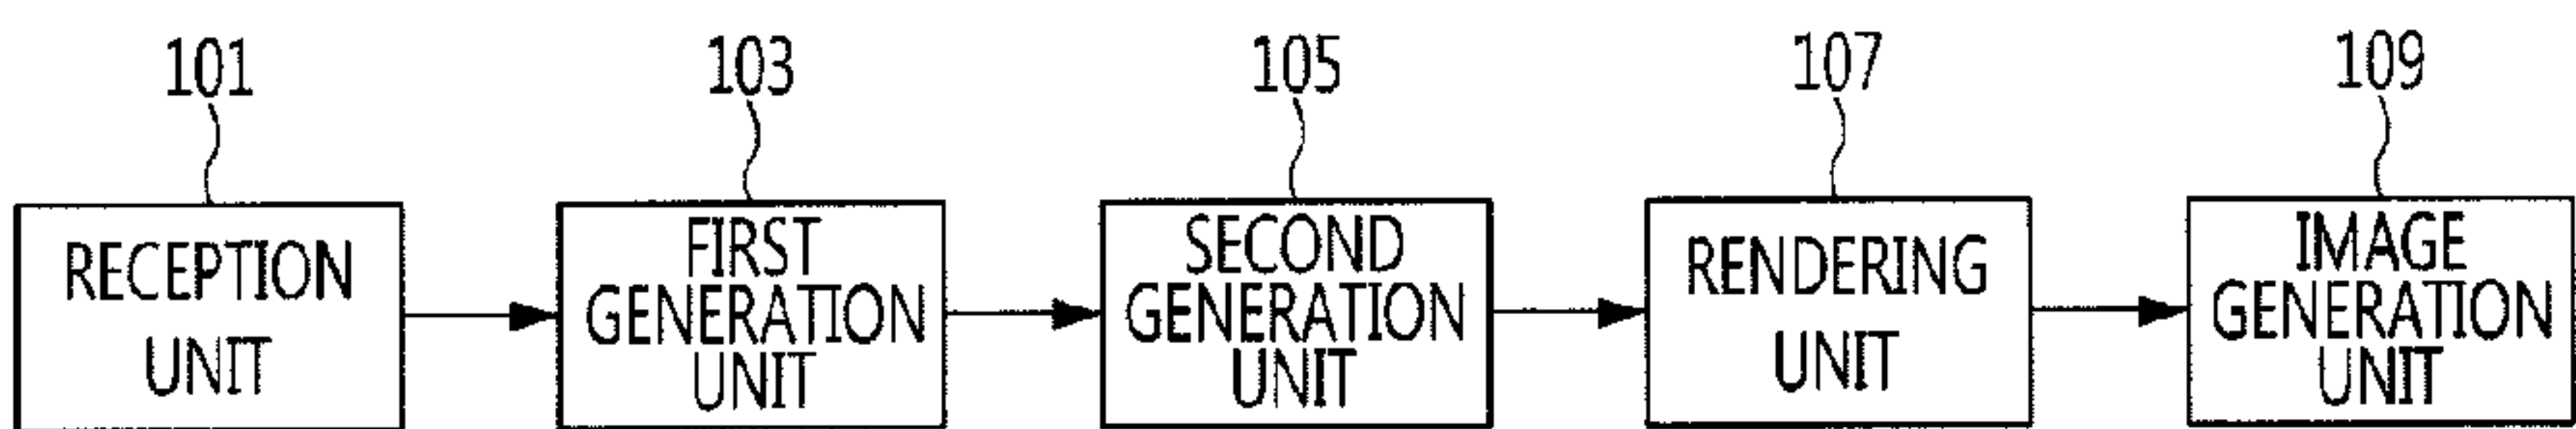 101
103
105
107
109
RECEPTION
UNIT
FIRST
GENERATION
UNIT
SECOND
GENERATION
UNIT
RENDERING
UNIT
IMAGE
GENERATION
UNIT